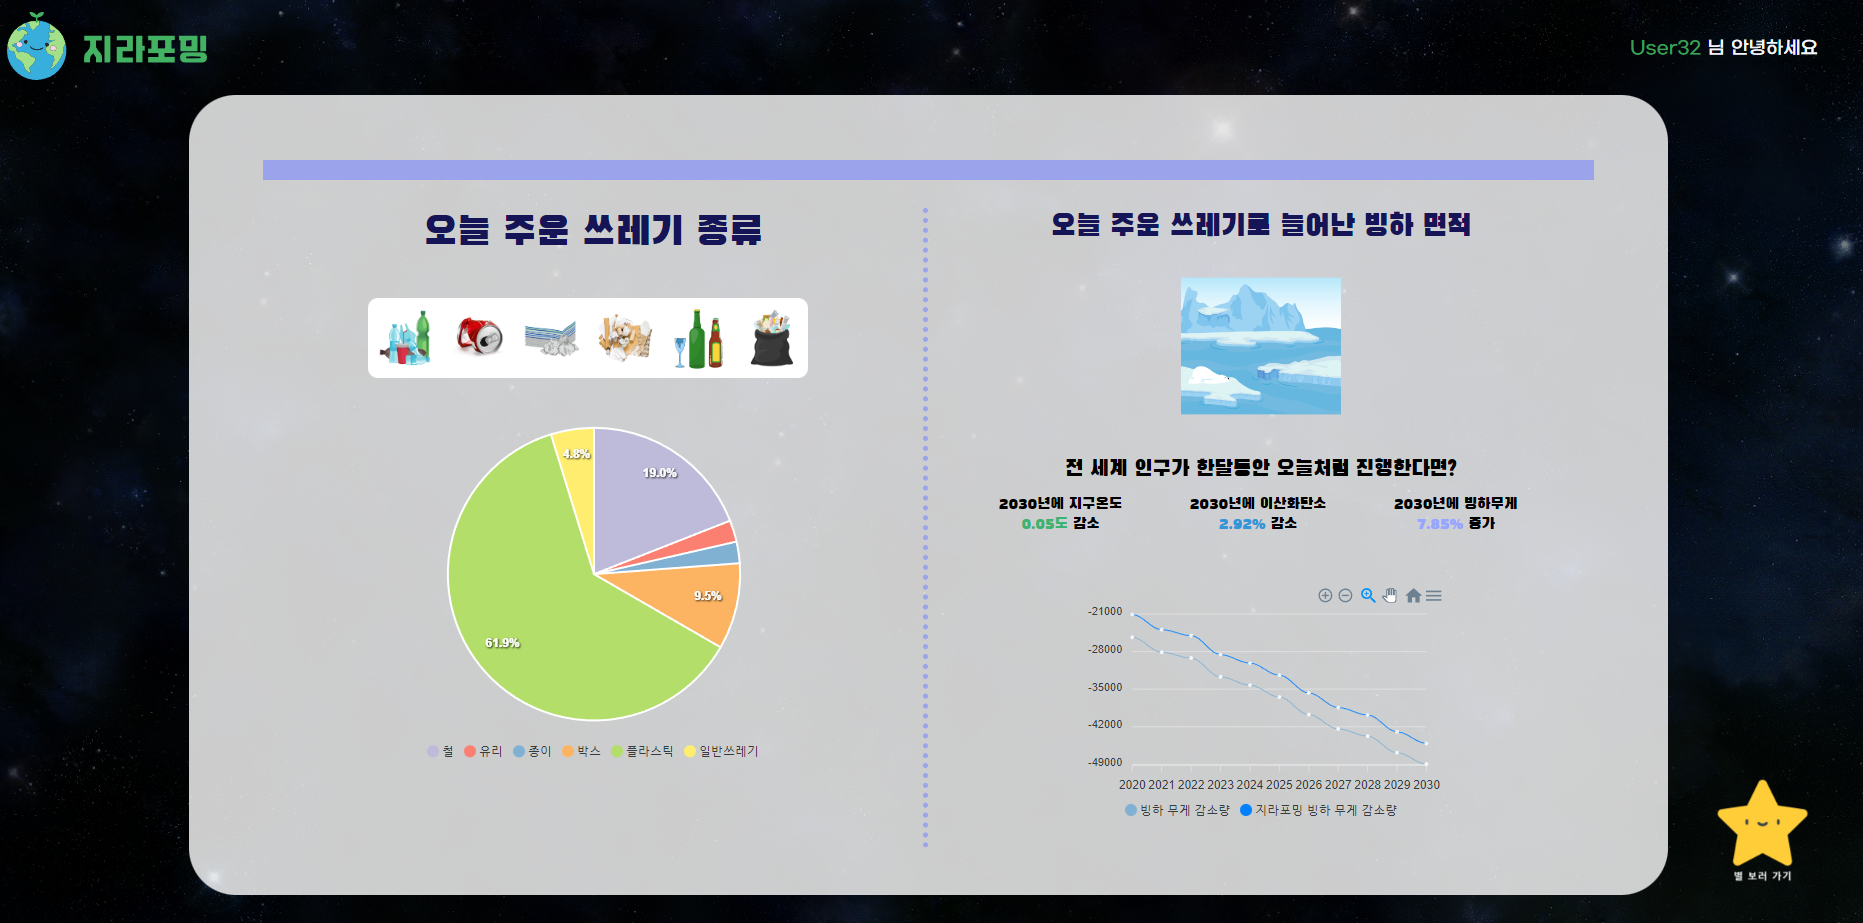 지라포밍
User32 님 안녕하세요
오늘 주운 쓰레기 종류
19.0%
9.5%
61.9%
4.8%
철 유리 종이 박스 플라스틱 일반쓰레기
오늘 주운 쓰레기로 늘어난 빙하 면적
전 세계 인구가 한달동안 오늘처럼 진행한다면?
2030년에 지구온도
0.05도 감소
2030년에 이산화탄소
2.92% 감소
2030년에 빙하무게
7.85% 증가
-21000
-28000
-35000
-42000
-49000
2020 2021 2022 2023 2024 2025 2026 2027 2028 2029 2030
빙하 무게 감소량 지라포밍 빙하 무게 감소량
별 보러 가기